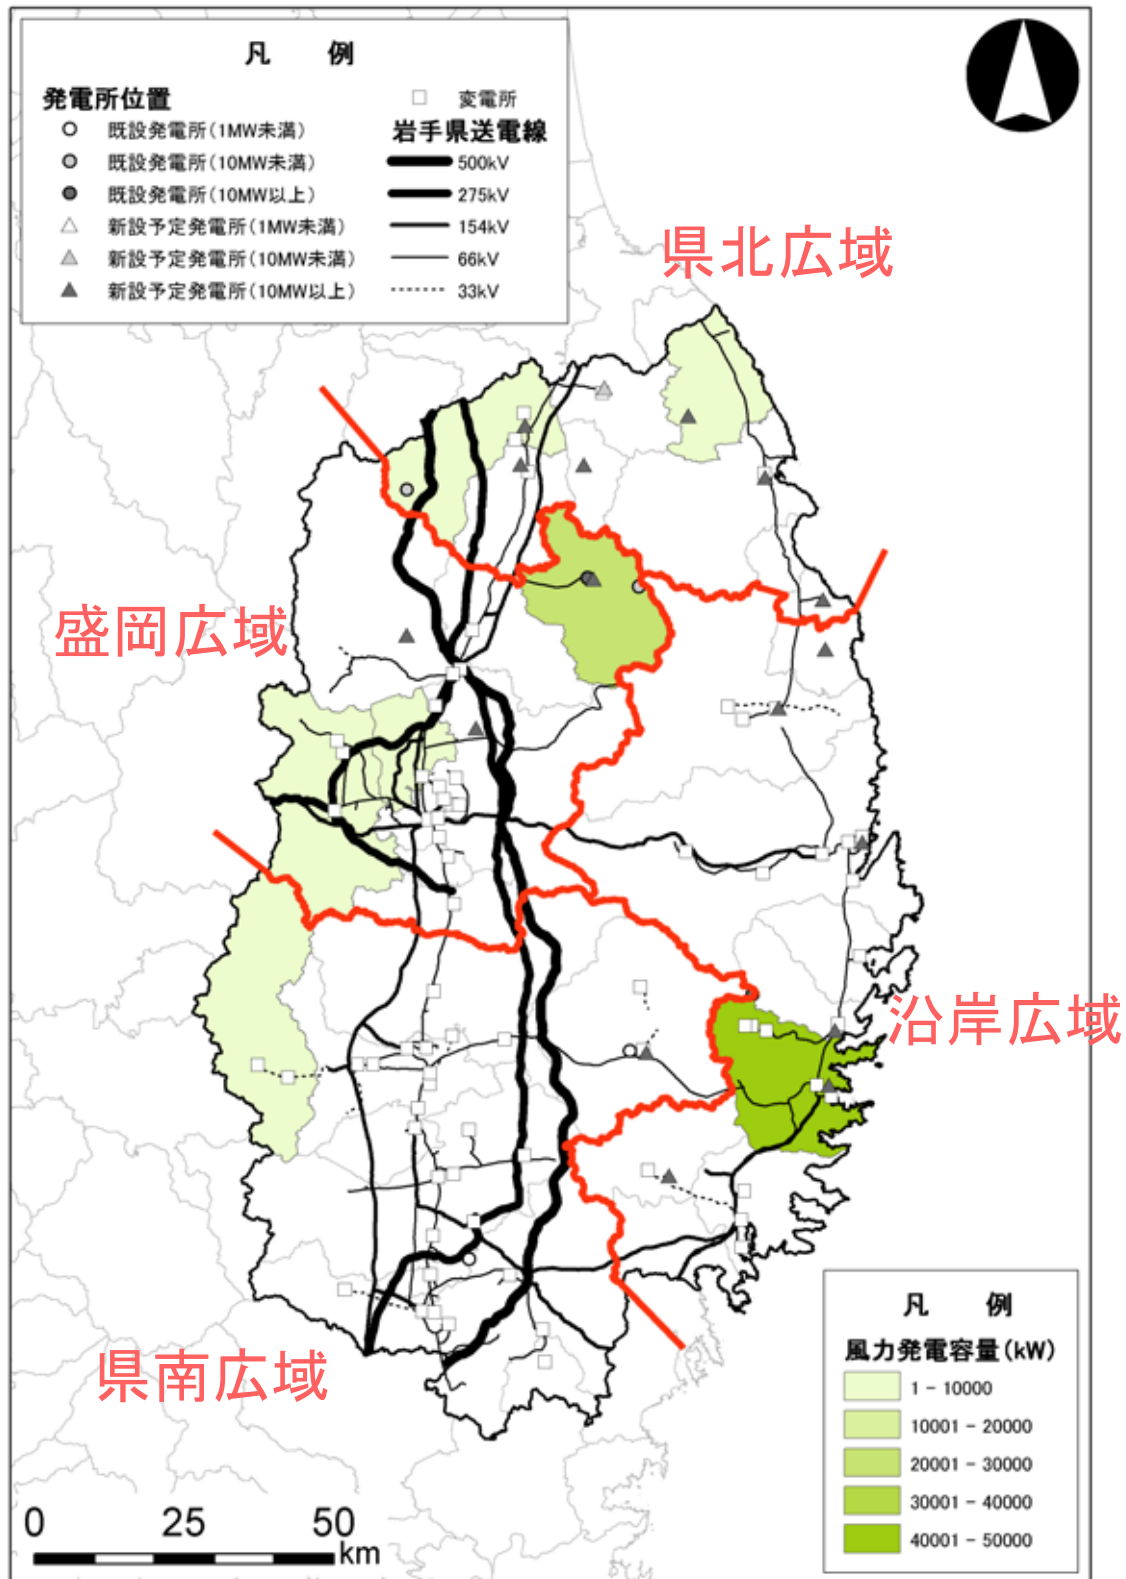 凡 例
発電所位置
既設発電所(1MW未満)
既設発電所(10MW未満)
既設発電所(10MW以上)
新設予定発電所(1MW未満)
新設予定発電所(10MW未満)
新設予定発電所(10MW以上)
変電所
岩手県送電線
500kV
275kV
154kV
66kV
33kV
県北広域
盛岡広域
沿岸広域
県南広域
凡 例
風力発電容量(kW)
1 - 10000
10001 - 20000
20001 - 30000
30001 - 40000
40001 - 50000
0 25 50
km